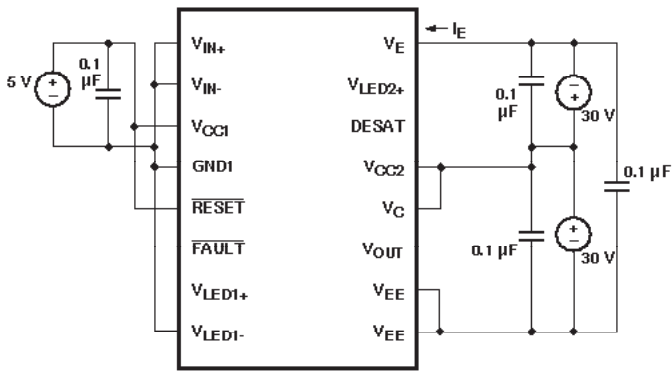 5 V
0.1
µF
V_IN+
V_IN-
V_CC1
GND1
RESET
FAULT
V_LED1+
V_LED1-
V_E
V_LED2+
DESAT
V_CC2
V_C
V_OUT
V_EE
V_EE
I_E
0.1
µF
+
30 V
0.1 µF
0.1 µF
30 V